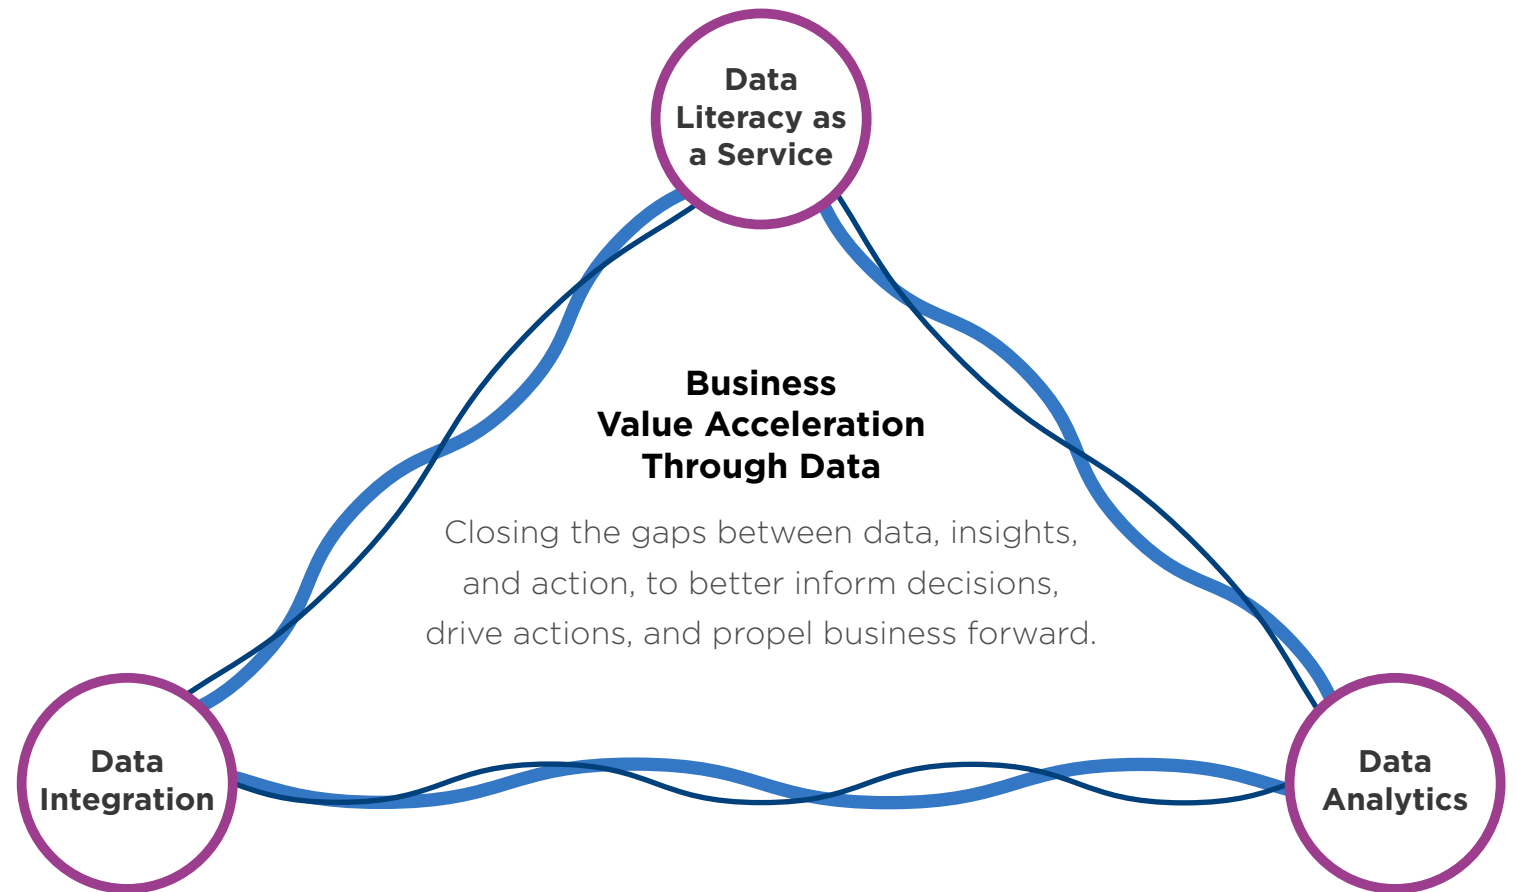 Data
Literacy as
a Service
Business
Value Acceleration
Through Data
Closing the gaps between data, insights,
and action, to better inform decisions,
drive actions, and propel business forward.
Data
Integration
Data
Analytics